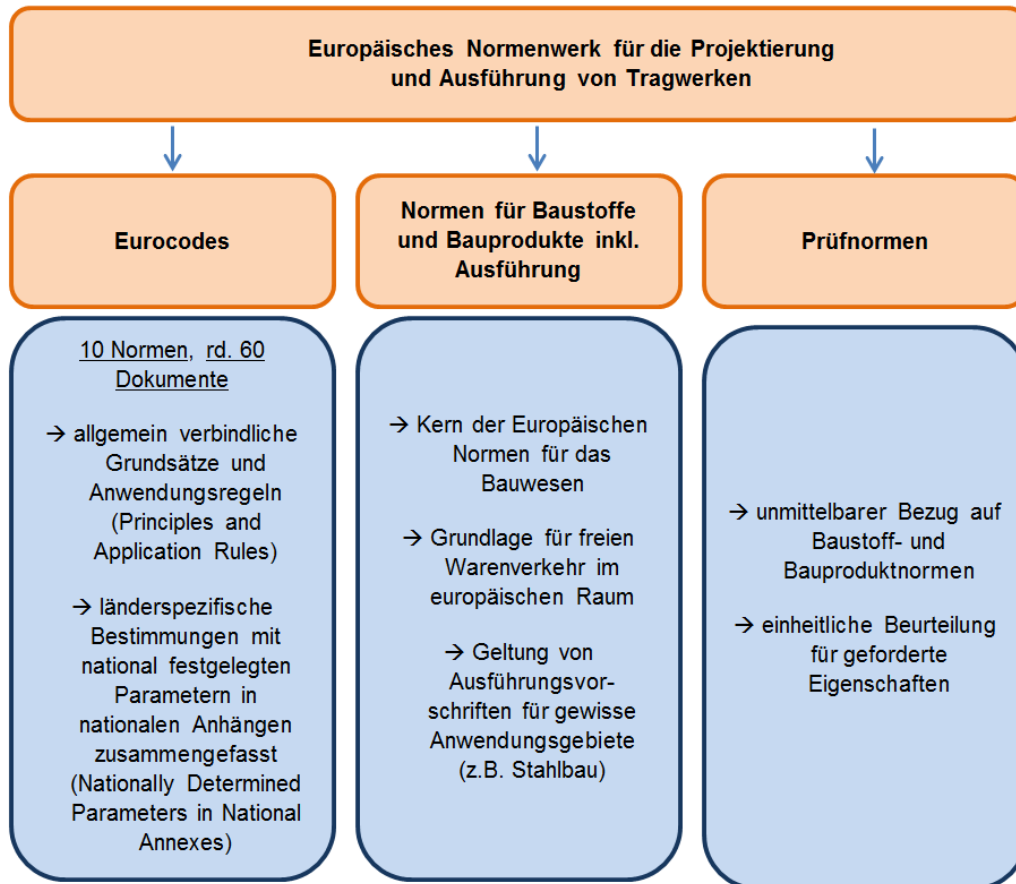 Europäisches Normenwerk für die Projektierung
und Ausführung von Tragwerken
Eurocodes
Normen für Baustoffe
und Bauprodukte inkl.
Ausführung
Prüfnormen
10 Normen, rd. 60
Dokumente
→ allgemein verbindliche
Grundsätze und
Anwendungsregeln
(Principles and
Application Rules)
→ länderspezifische
Bestimmungen mit
national festgelegten
Parametern in
nationalen Anhängen
zusammengefasst
(Nationally Determined
Parameters in National
Annexes)
→ Kern der Europäischen
Normen für das
Bauwesen
→ Grundlage für freien
Warenverkehr im
europäischen Raum
→ Geltung von
Ausführungsvor-
schriften für gewisse
Anwendungsgebiete
(z.B. Stahlbau)
→ unmittelbarer Bezug auf
Baustoff- und
Bauproduktnormen
→ einheitliche Beurteilung
für geforderte
Eigenschaften